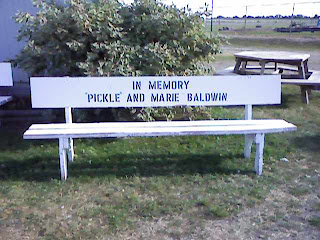 IN MEMORY
"PICKLE" AND MARIE BALDWIN